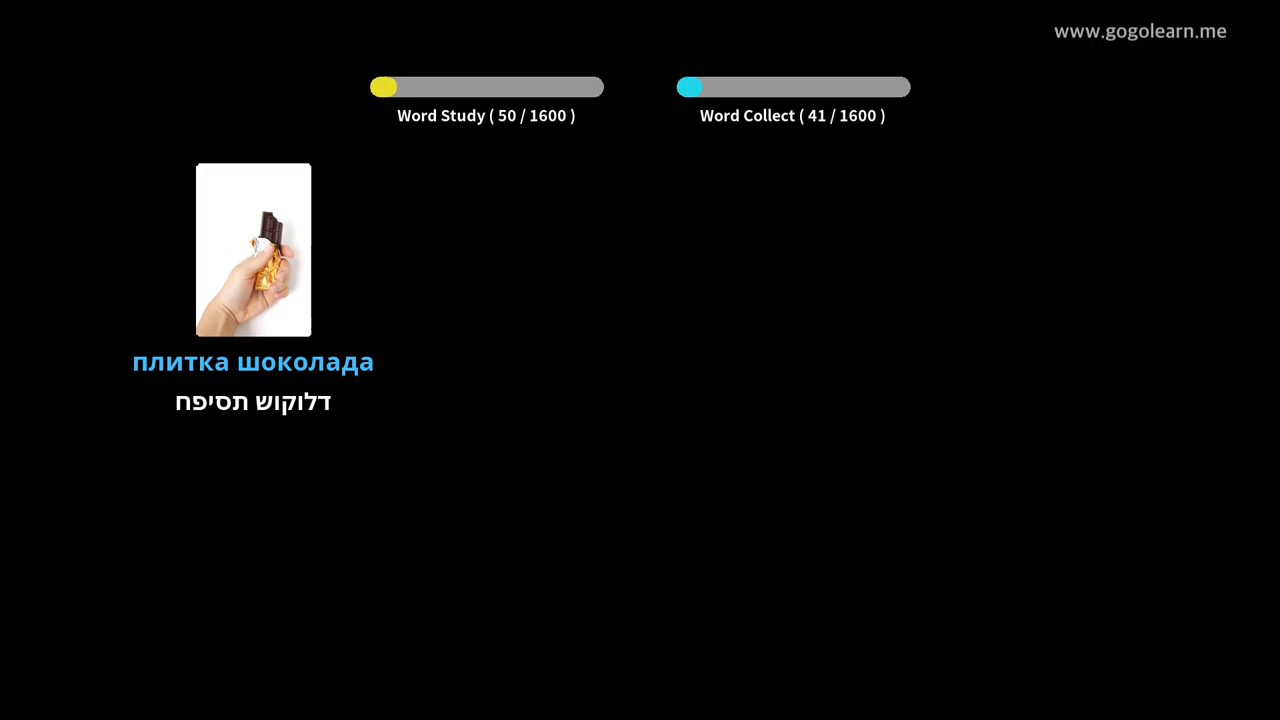 www.gogolearn.me
Word Study ( 50 / 1600 )
Word Collect ( 41 / 1600 )
плитка шоколада
דלוקוש תסיפח